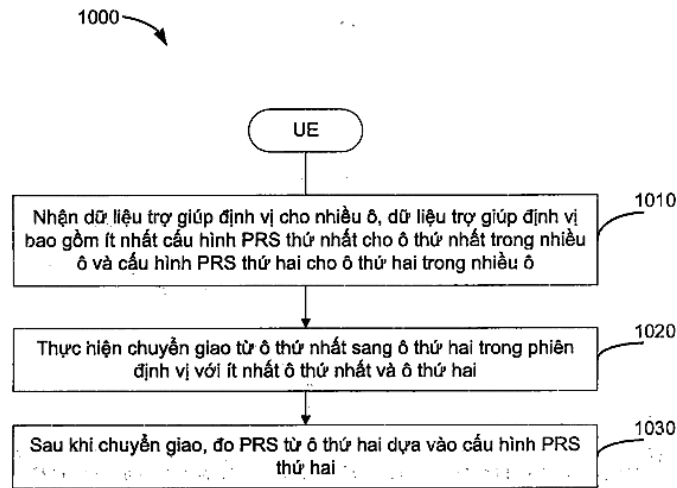 1000
UE
Nhận dữ liệu trợ giúp định vị cho nhiều ô, dữ liệu trợ giúp định vị
bao gồm ít nhất cấu hình PRS thứ nhất cho ô thứ nhất trong nhiều
ô và cấu hình PRS thứ hai cho ô thứ hai trong nhiều ô
1010
Thực hiện chuyển giao từ ô thứ nhất sang ô thứ hai trong phiên
định vị với ít nhất ô thứ nhất và ô thứ hai
1020
Sau khi chuyển giao, đo PRS từ ô thứ hai dựa vào cấu hình PRS
thứ hai
1030